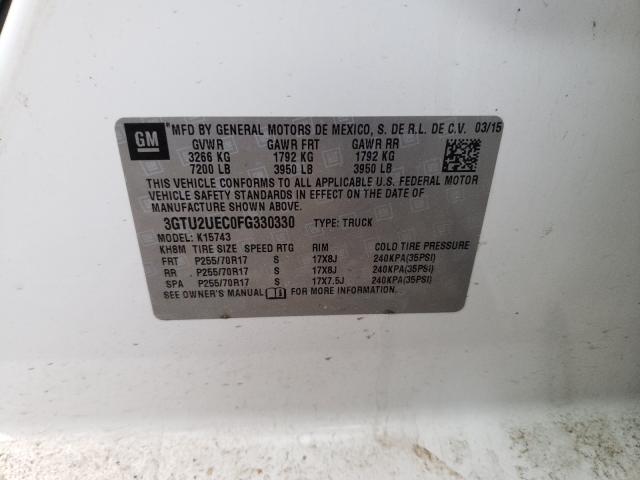 GM *MFD BY GENERAL MOTORS DE MEXICO, S. DE R.L. DE C.V. 03/15
GVWR GAWR FRT GAWR RR
3266 KG 1792 KG 1792 KG
7200 LB 3950 LB 3950 LB
THIS VEHICLE CONFORMS TO ALL APPLICABLE U.S. FEDERAL MOTOR
VEHICLE SAFETY STANDARDS IN EFFECT ON THE DATE OF
MANUFACTURE SHOWN ABOVE.
3GTU2UEC0FG330330 TYPE: TRUCK
MODEL: K15743
KH8M TIRE SIZE SPEED RTG RIM COLD TIRE PRESSURE
FRT P255/70R17 S 17X8J 240KPA(35PSI)
RR P255/70R17 S 17X8J 240KPA(35PSI)
SPA P255/70R17 S 17X7.5J 240KPA(35PSI)
SEE OWNER'S MANUAL FOR MORE INFORMATION.